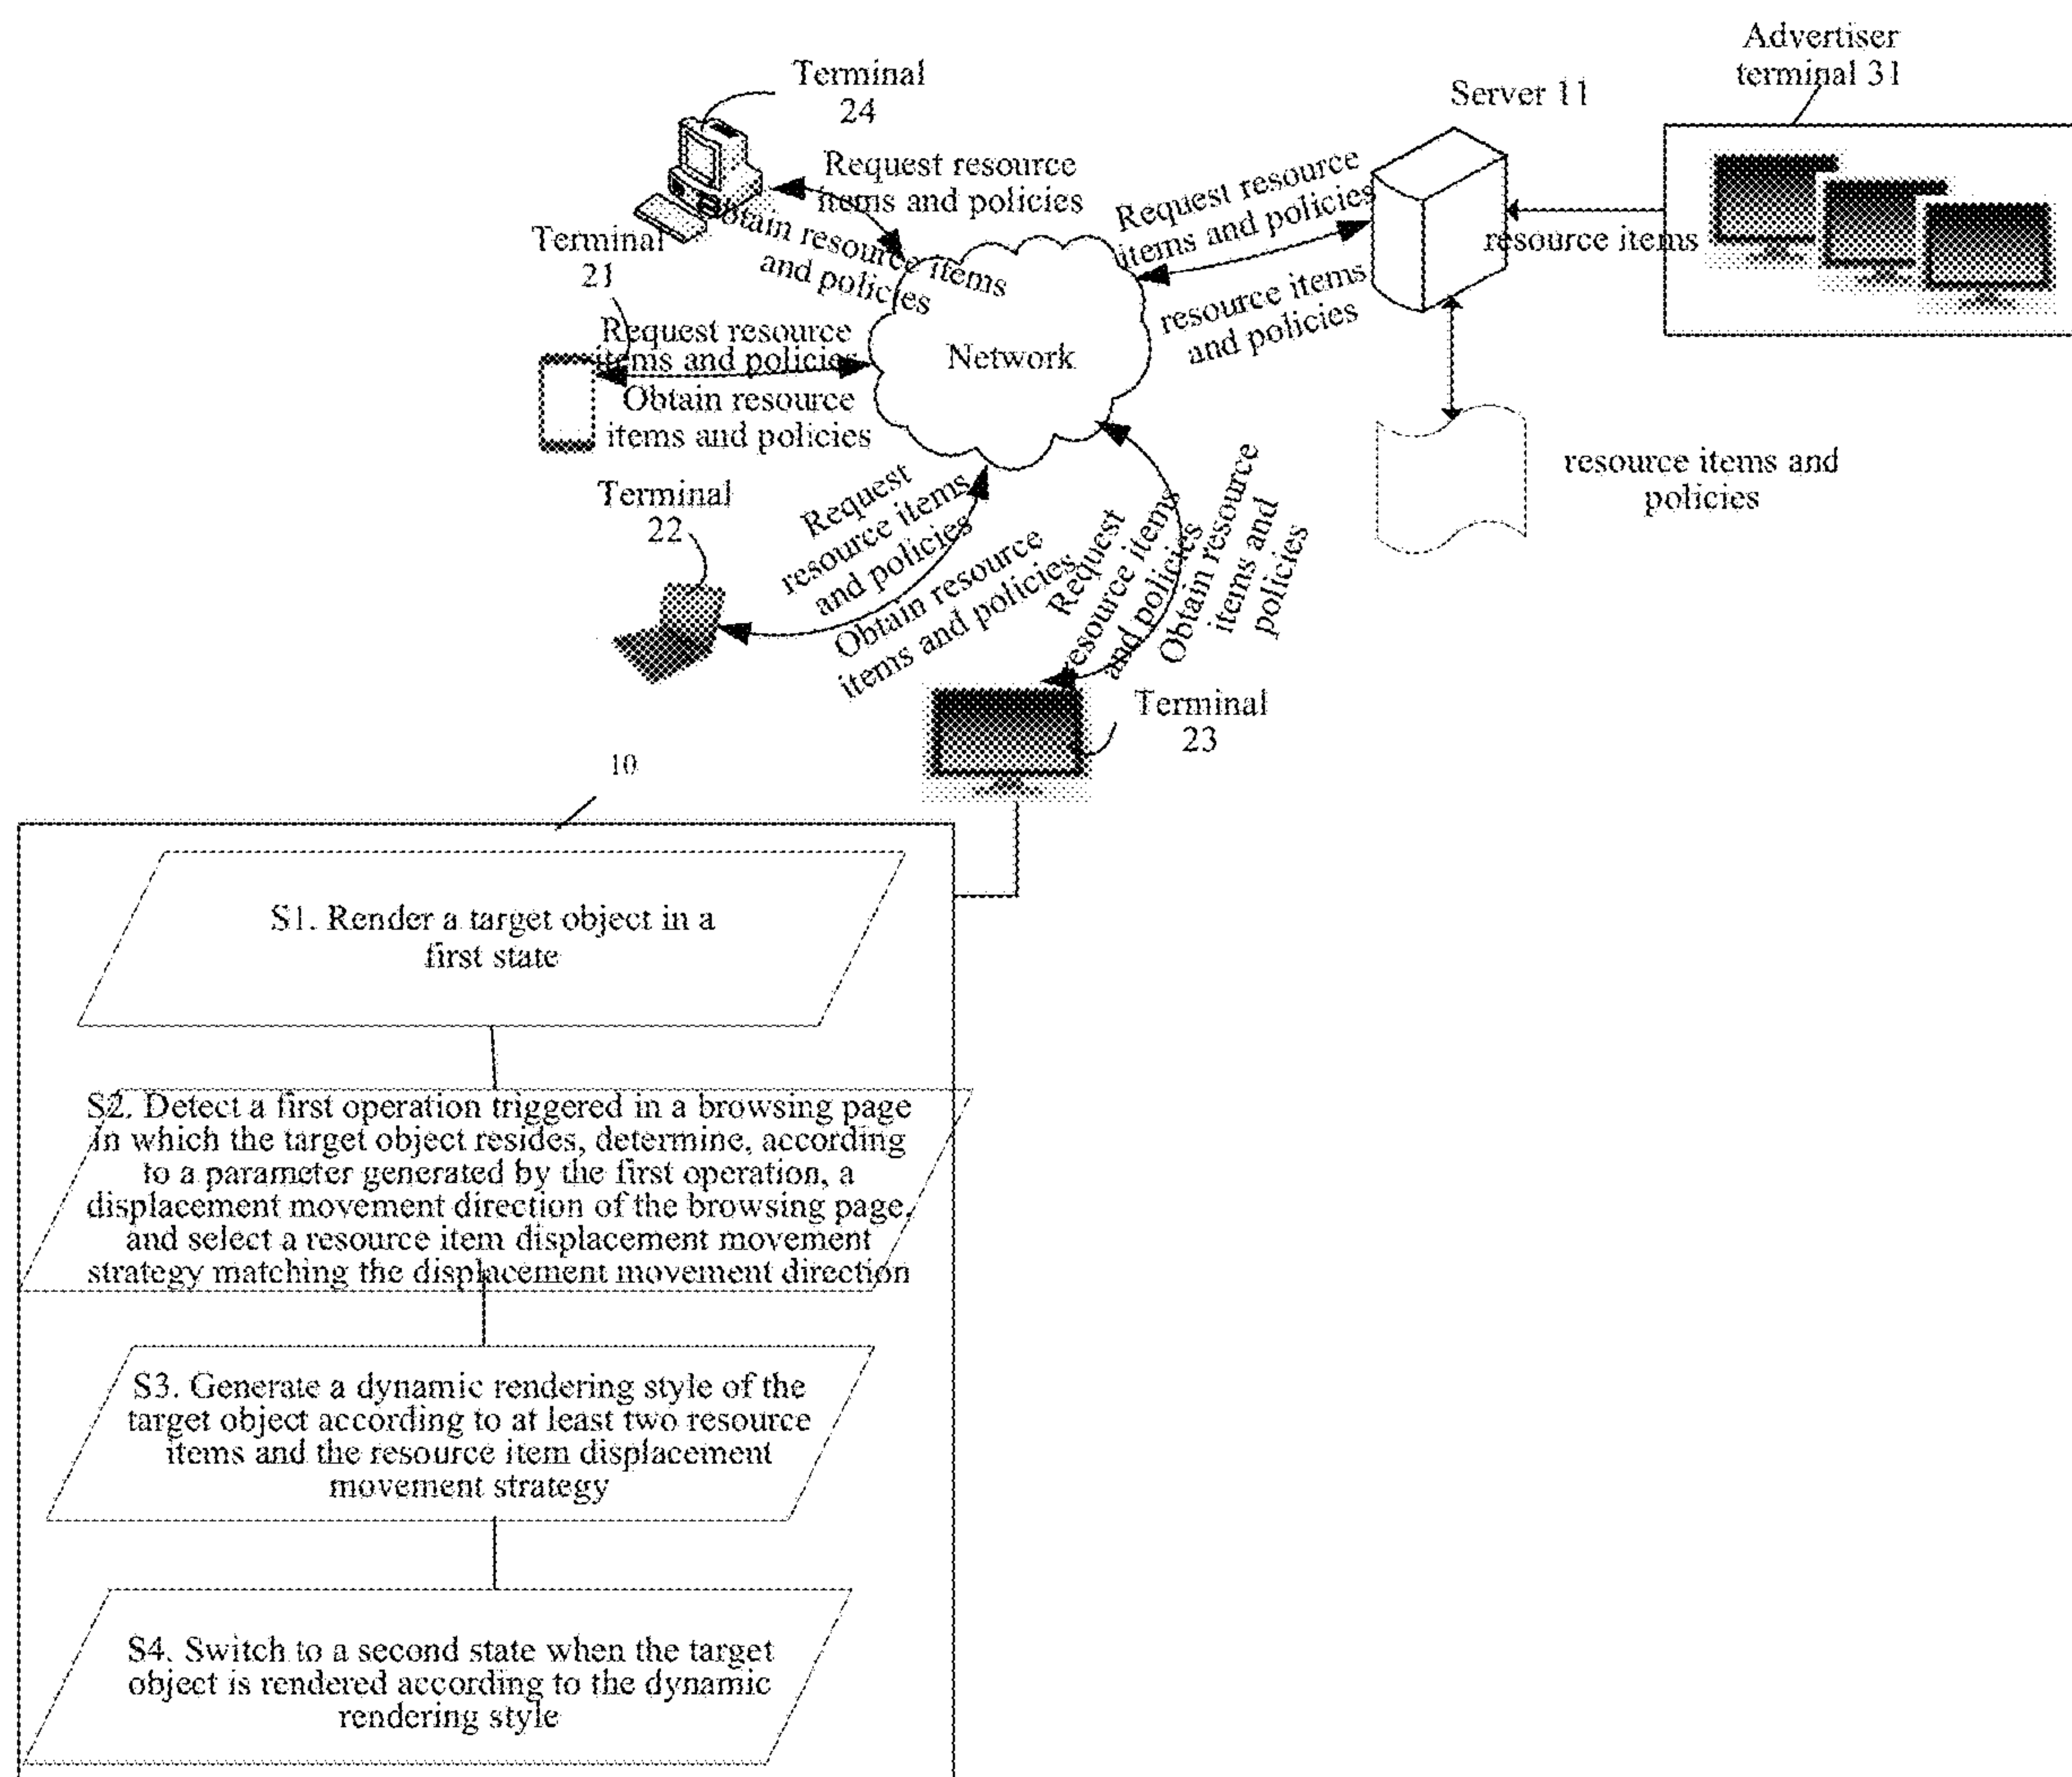 Advertiser
terminal 31
Terminal
24
Server 11
Request resource
items and policies
Obtain resource items
and policies
Request resource
items and policies
resource items
and policies
resource items
Terminal
21
Request resource
items and policies
Obtain resource
items and policies
Network
resource items and
policies
Terminal
22
Request
resource items
and policies
Obtain resource
items and policies
Request
resource items
and policies
Obtain resource
items and
policies
Terminal
23
10
S1. Render a target object in a
first state
S2. Detect a first operation triggered in a browsing page
in which the target object resides, determine, according
to a parameter generated by the first operation, a
displacement movement direction of the browsing page,
and select a resource item displacement movement
strategy matching the displacement movement direction
S3. Generate a dynamic rendering style of the
target object according to at least two resource
items and the resource item displacement
movement strategy
S4. Switch to a second state when the target
object is rendered according to the dynamic
rendering style